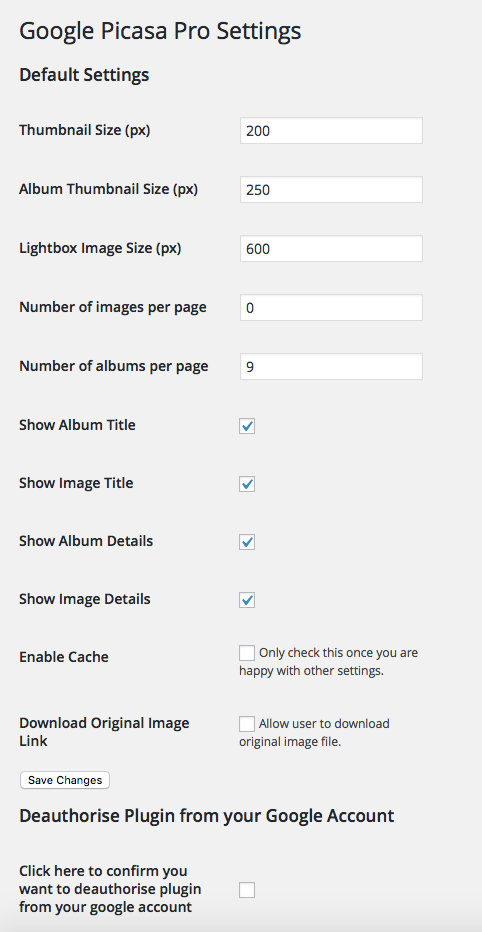 Google Picasa Pro Settings
Default Settings
Thumbnail Size (px) 200
Album Thumbnail Size (px) 250
Lightbox Image Size (px) 600
Number of images per page 0
Number of albums per page 9
Show Album Title
Show Image Title
Show Album Details
Show Image Details
Enable Cache
Only check this once you are
happy with other settings.
Download Original Image
Link
Allow user to download
original image file.
Save Changes
Deauthorise Plugin from your Google Account
Click here to confirm you
want to deauthorise plugin
from your google account